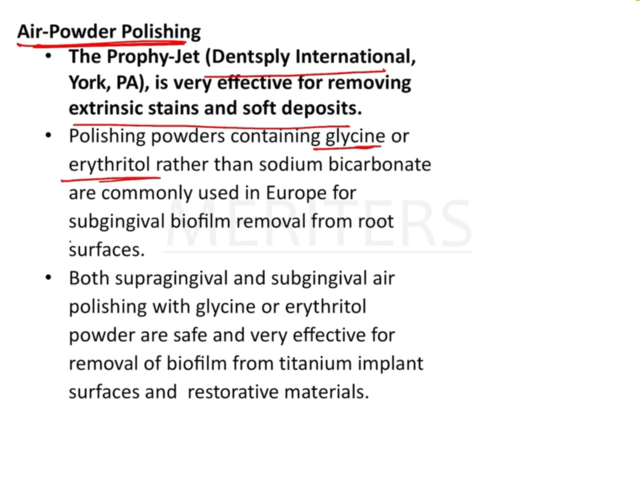 Air-Powder Polishing
• The Prophy-Jet (Dentsply International,
York, PA), is very effective for removing
extrinsic stains and soft deposits.
• Polishing powders containing glycine or
erythritol rather than sodium bicarbonate
are commonly used in Europe for
subgingival biofilm removal from root
surfaces.
MERITERS
• Both supragingival and subgingival air
polishing with glycine or erythritol
powder are safe and very effective for
removal of biofilm from titanium implant
surfaces and  restorative materials.